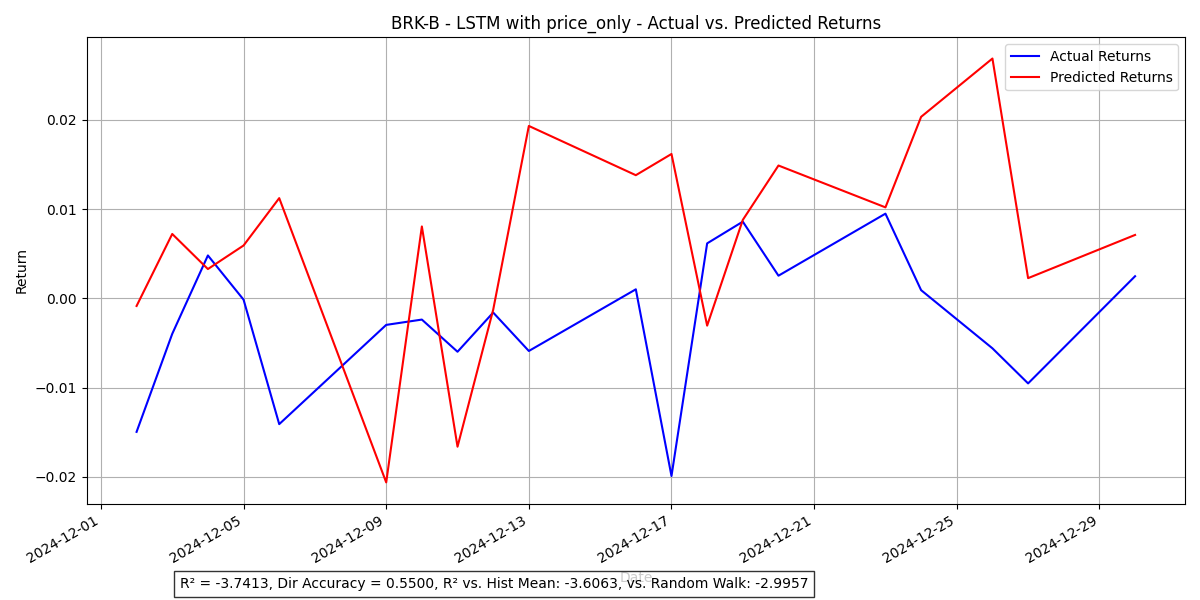 BRK-B - LSTM with price_only - Actual vs. Predicted Returns
Actual Returns
Predicted Returns
Return
0.02
0.01
0.00
−0.01
−0.02
2024-12-01
2024-12-05
2024-12-09
2024-12-13
2024-12-17
2024-12-21
2024-12-25
2024-12-29
Date
R² = -3.7413, Dir Accuracy = 0.5500, R² vs. Hist Mean: -3.6063, vs. Random Walk: -2.9957